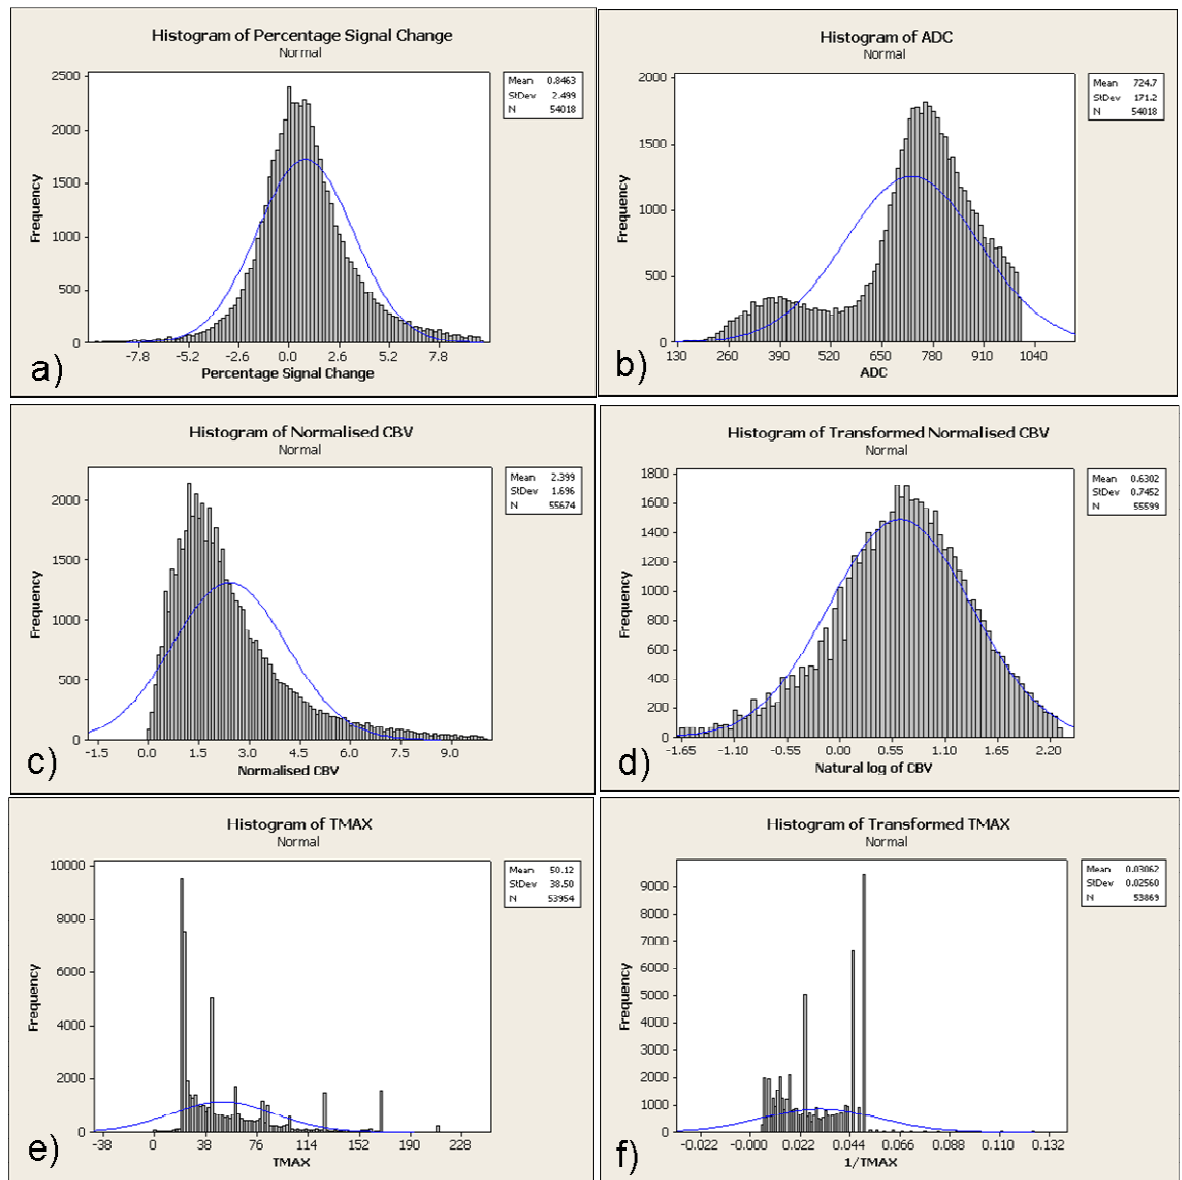 Histogram of Percentage Signal Change
Normal
Mean 0.8463
StDev 2.499
N 54018
Frequency
2500
2000
1500
1000
500
0
-7.8 -5.2 -2.6 0.0 2.6 5.2 7.8
Percentage Signal Change
a)
Histogram of ADC
Normal
Mean 724.7
StDev 171.2
N 54018
Frequency
2000
1500
1000
500
0
130 260 390 520 650 780 910 1040
ADC
b)
Histogram of Normalised CBV
Normal
Mean 2.399
StDev 1.696
N 55674
Frequency
2000
1500
1000
500
0
-1.5 0.0 1.5 3.0 4.5 6.0 7.5 9.0
Normalised CBV
c)
Histogram of Transformed Normalised CBV
Normal
Mean 0.6302
StDev 0.7452
N 55599
Frequency
1800
1600
1400
1200
1000
800
600
400
200
0
-1.65 -1.10 -0.55 0.00 0.55 1.10 1.65 2.20
Natural log of CBV
d)
Histogram of TMAX
Normal
Mean 50.12
StDev 38.50
N 53954
Frequency
10000
8000
6000
4000
2000
0
-38 0 38 76 114 152 190 228
TMAX
e)
Histogram of Transformed TMAX
Normal
Mean 0.03062
StDev 0.02560
N 53869
Frequency
9000
8000
7000
6000
5000
4000
3000
2000
1000
0
-0.022 -0.000 0.022 0.044 0.066 0.088 0.110 0.132
1/TMAX
f)